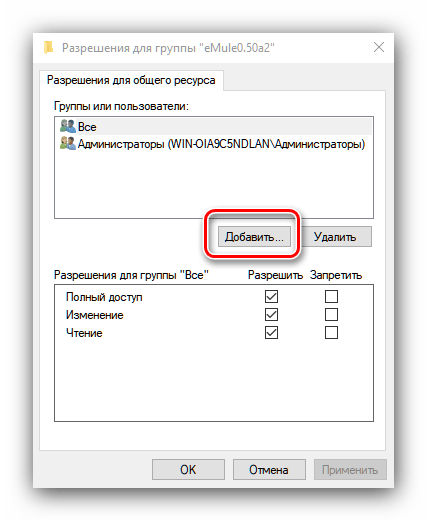 Разрешения для группы "eMule0.50a2"
Разрешения для общего ресурса
Группы или пользователи:
Все
Администраторы (WIN-OIA9C5NDLAN\Администраторы)
Добавить... Удалить
Разрешения для группы "Все" Разрешить Запретить
Полный доступ
Изменение
Чтение
OK Отмена Применить